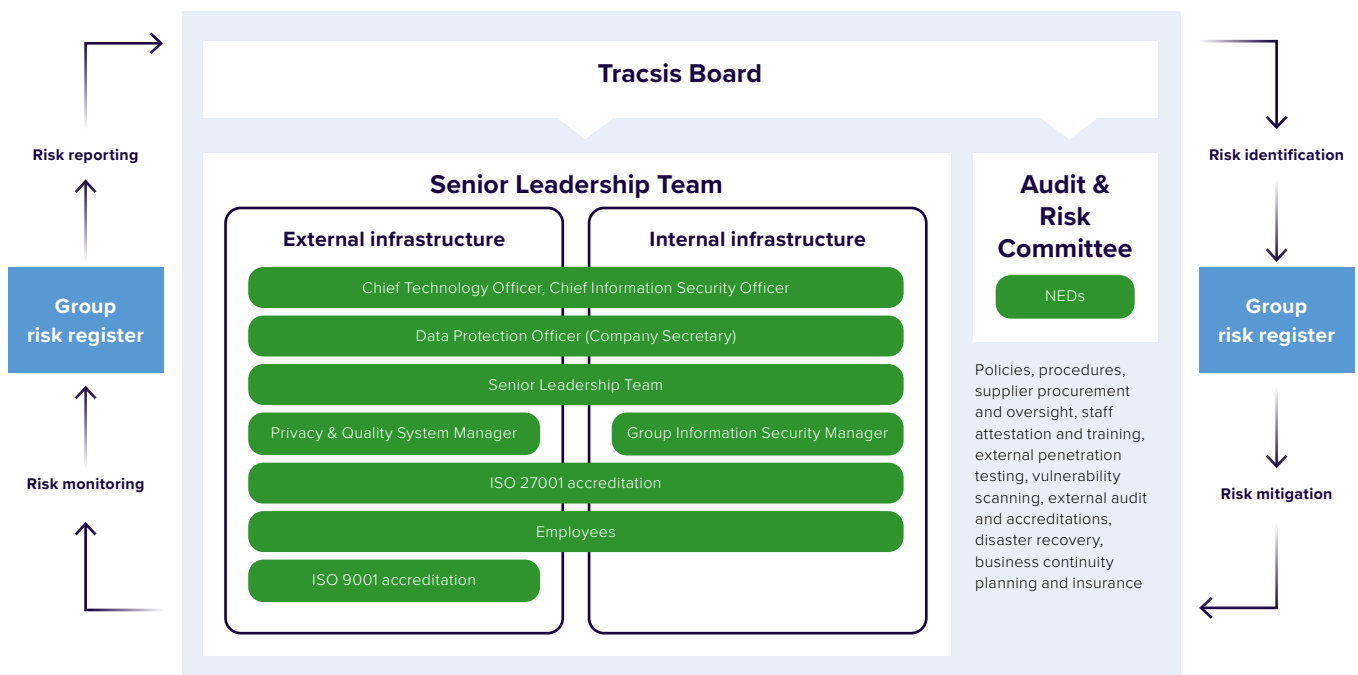 Tracsis Board
Risk reporting
Group
risk register
Risk monitoring
Senior Leadership Team
External infrastructure
Internal infrastructure
Chief Technology Officer, Chief Information Security Officer
Data Protection Officer (Company Secretary)
Senior Leadership Team
Privacy & Quality System Manager
Group Information Security Manager
ISO 27001 accreditation
Employees
ISO 9001 accreditation
Audit &
Risk
Committee
NEDs
Policies, procedures,
supplier procurement
and oversight, staff
attestation and training,
external penetration
testing, vulnerability
scanning, external audit
and accreditations,
disaster recovery,
business continuity
planning and insurance
Risk identification
Group
risk register
Risk mitigation